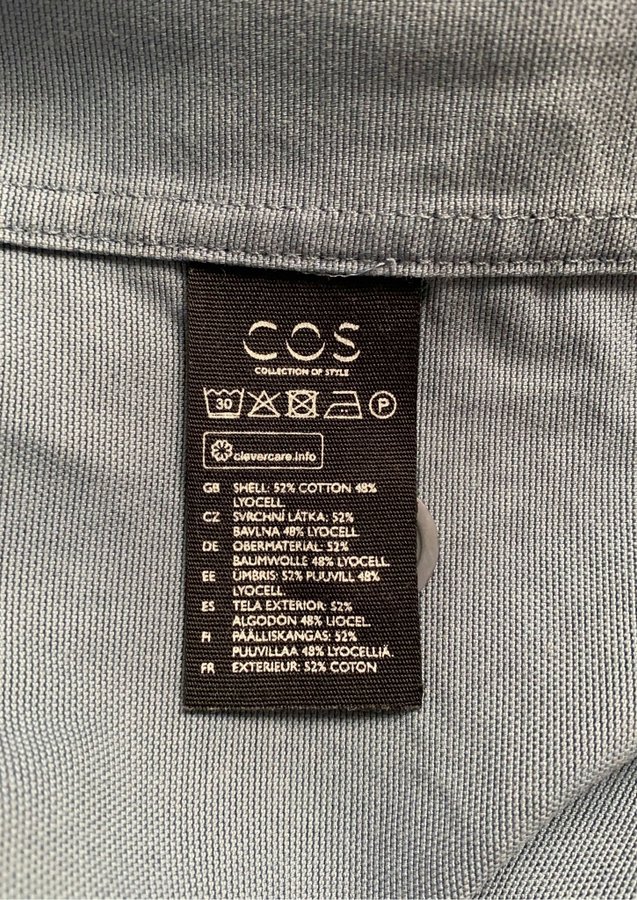 COS
COLLECTION OF STYLE
30 P
clevercare.info
GB SHELL: 52% COTTON 48%
LYOCELL
CZ SVRCHNÍ LÁTKA: 52%
BAVLNA 48% LYOCELL
DE OBERMATERIAL: 52%
BAUMWOLLE 48% LYOCELL
EE ÜMBRIS: 52% PUUVILL 48%
LYOCELL
ES TELA EXTERIOR: 52%
ALGODÓN 48% LIOCEL
FI PÄÄLLISKANGAS: 52%
PUUVILLAA 48% LYOCELLIÄ.
FR EXTERIEUR: 52% COTON